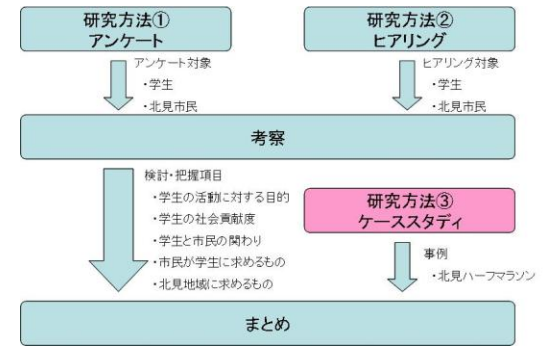 研究方法①
アンケート
研究方法②
ヒアリング
アンケート対象
・学生
・北見市民
ヒアリング対象
・学生
・北見市民
考察
検討・把握項目
・学生の活動に対する目的
・学生の社会貢献度
・学生と市民の関わり
・市民が学生に求めるもの
・北見地域に求めるもの
研究方法③
ケーススタディ
事例
・北見ハーフマラソン
まとめ